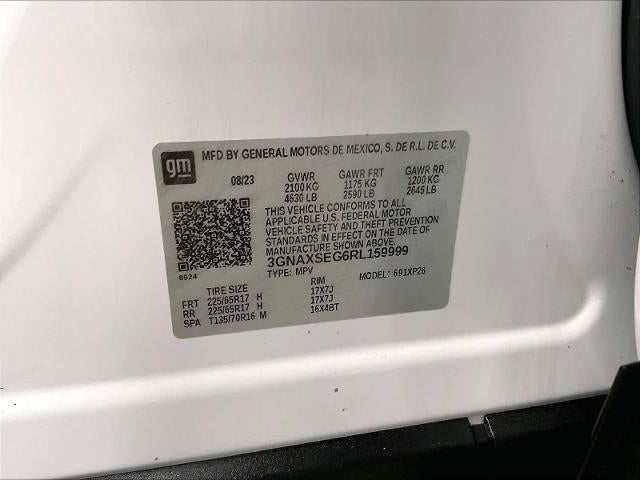 gm MFD BY GENERAL MOTORS DE MEXICO, S. DE R.L. DE C.V.
08/23 GVWR GAWR FRT GAWR RR
2100 KG 1175 KG 1200 KG
4630 LB 2590 LB 2645 LB
THIS VEHICLE CONFORMS TO ALL
APPLICABLE U.S. FEDERAL MOTOR
VEHICLE SAFETY AND THEFT PREVENTION
STANDARDS IN EFFECT ON THE DATE OF
MANUFACTURE SHOWN ABOVE.
3GNAXSEG6RL159999
8624 TYPE: MPV MODEL: 691XP26
TIRE SIZE RIM
FRT 225/65R17 H 17X7J
RR 225/65R17 H 17X7J
SPA T135/70R16 M 16X4BT